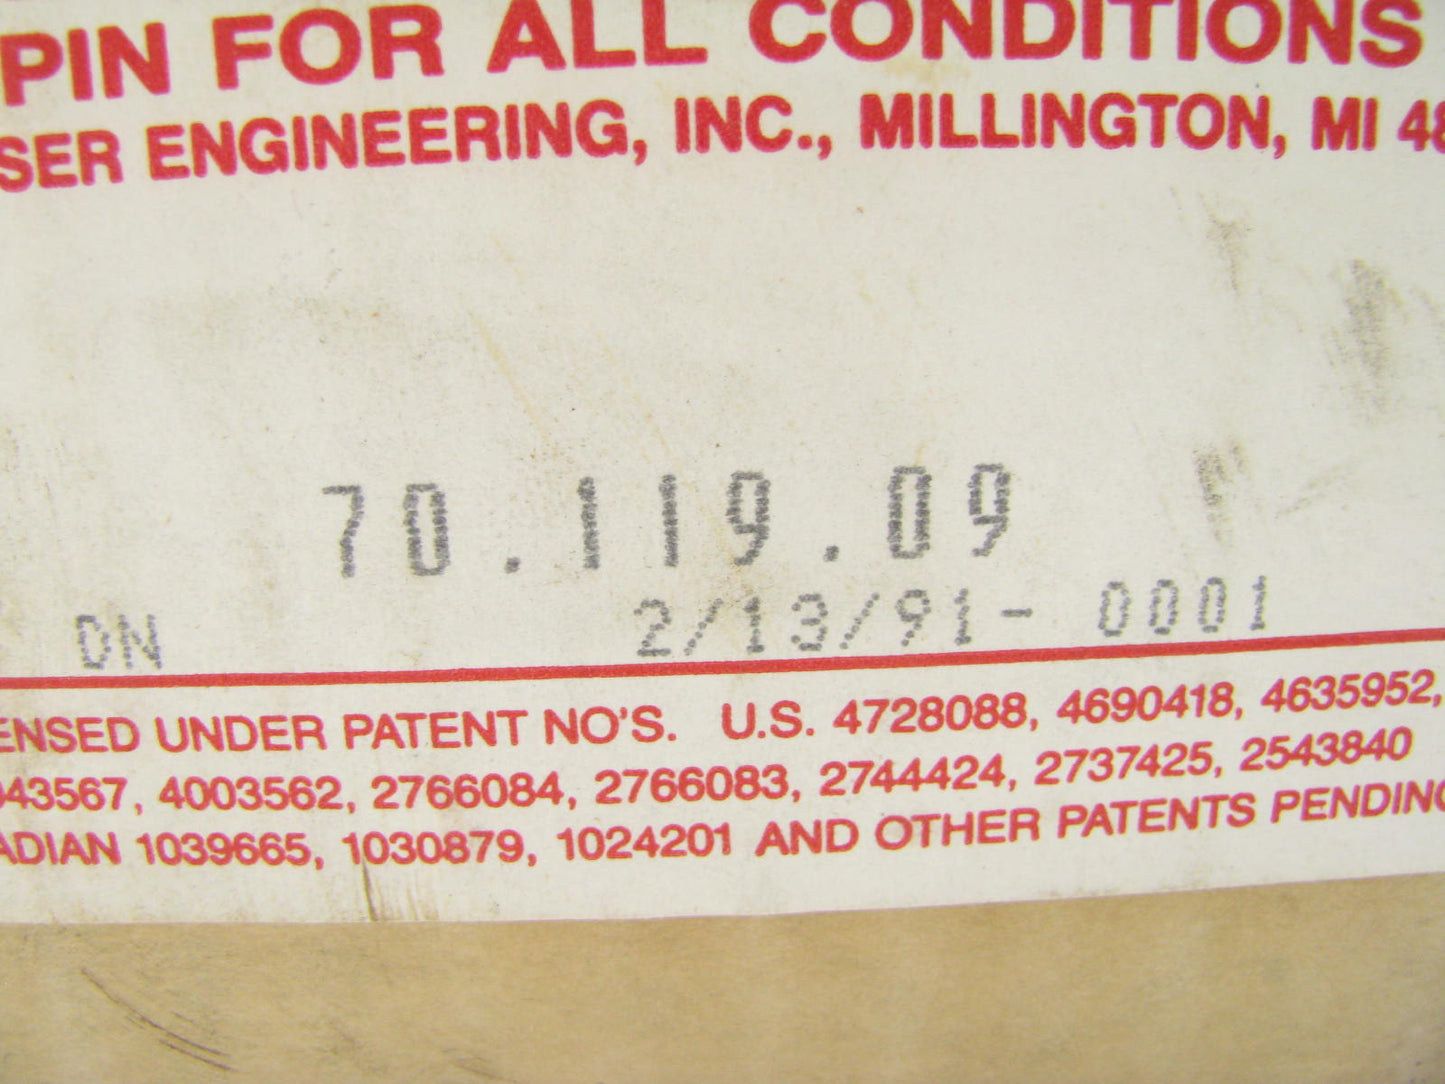 PIN FOR ALL CONDITIONS
SER ENGINEERING, INC., MILLINGTON, MI 48
70.119.09
DN 2/13/91- 0001
ENSED UNDER PATENT NO'S. U.S. 4728088, 4690418, 4635952,
043567, 4003562, 2766084, 2766083, 2744424, 2737425, 2543840
ADIAN 1039665, 1030879, 1024201 AND OTHER PATENTS PENDING